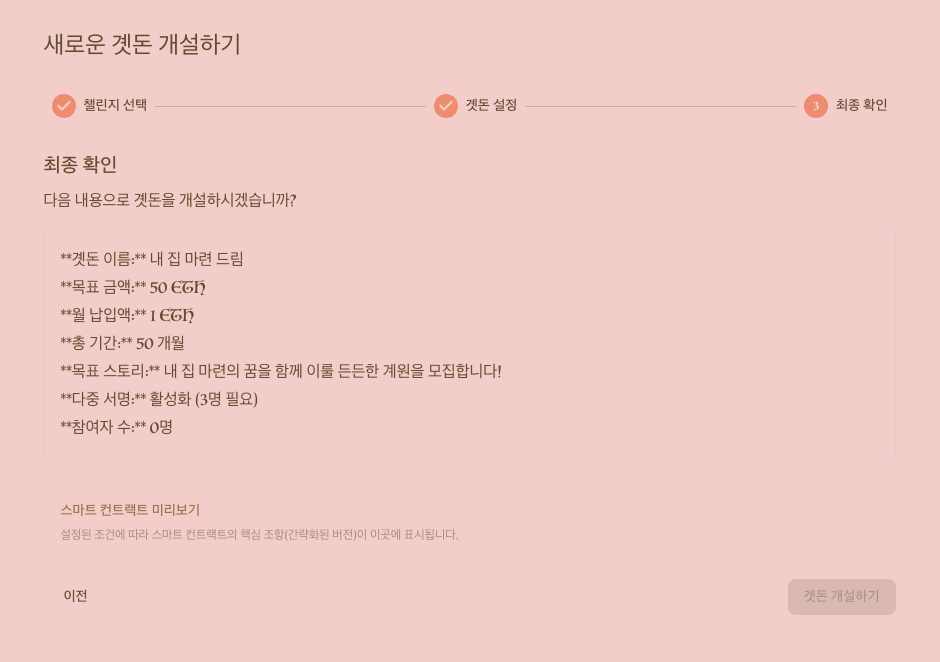 새로운 곗돈 개설하기
챌린지 선택
곗돈 설정
3 최종 확인
최종 확인
다음 내용으로 곗돈을 개설하시겠습니까?
**곗돈 이름:** 내 집 마련 드림
**목표 금액:** 50 ETH
**월 납입액:** 1 ETH
**총 기간:** 50 개월
**목표 스토리:** 내 집 마련의 꿈을 함께 이룰 든든한 계원을 모집합니다!
**다중 서명:** 활성화 (3명 필요)
**참여자 수:** 0명
스마트 컨트랙트 미리보기
설정된 조건에 따라 스마트 컨트랙트의 핵심 조항(간략화된 버전)이 이곳에 표시됩니다.
이전
곗돈 개설하기